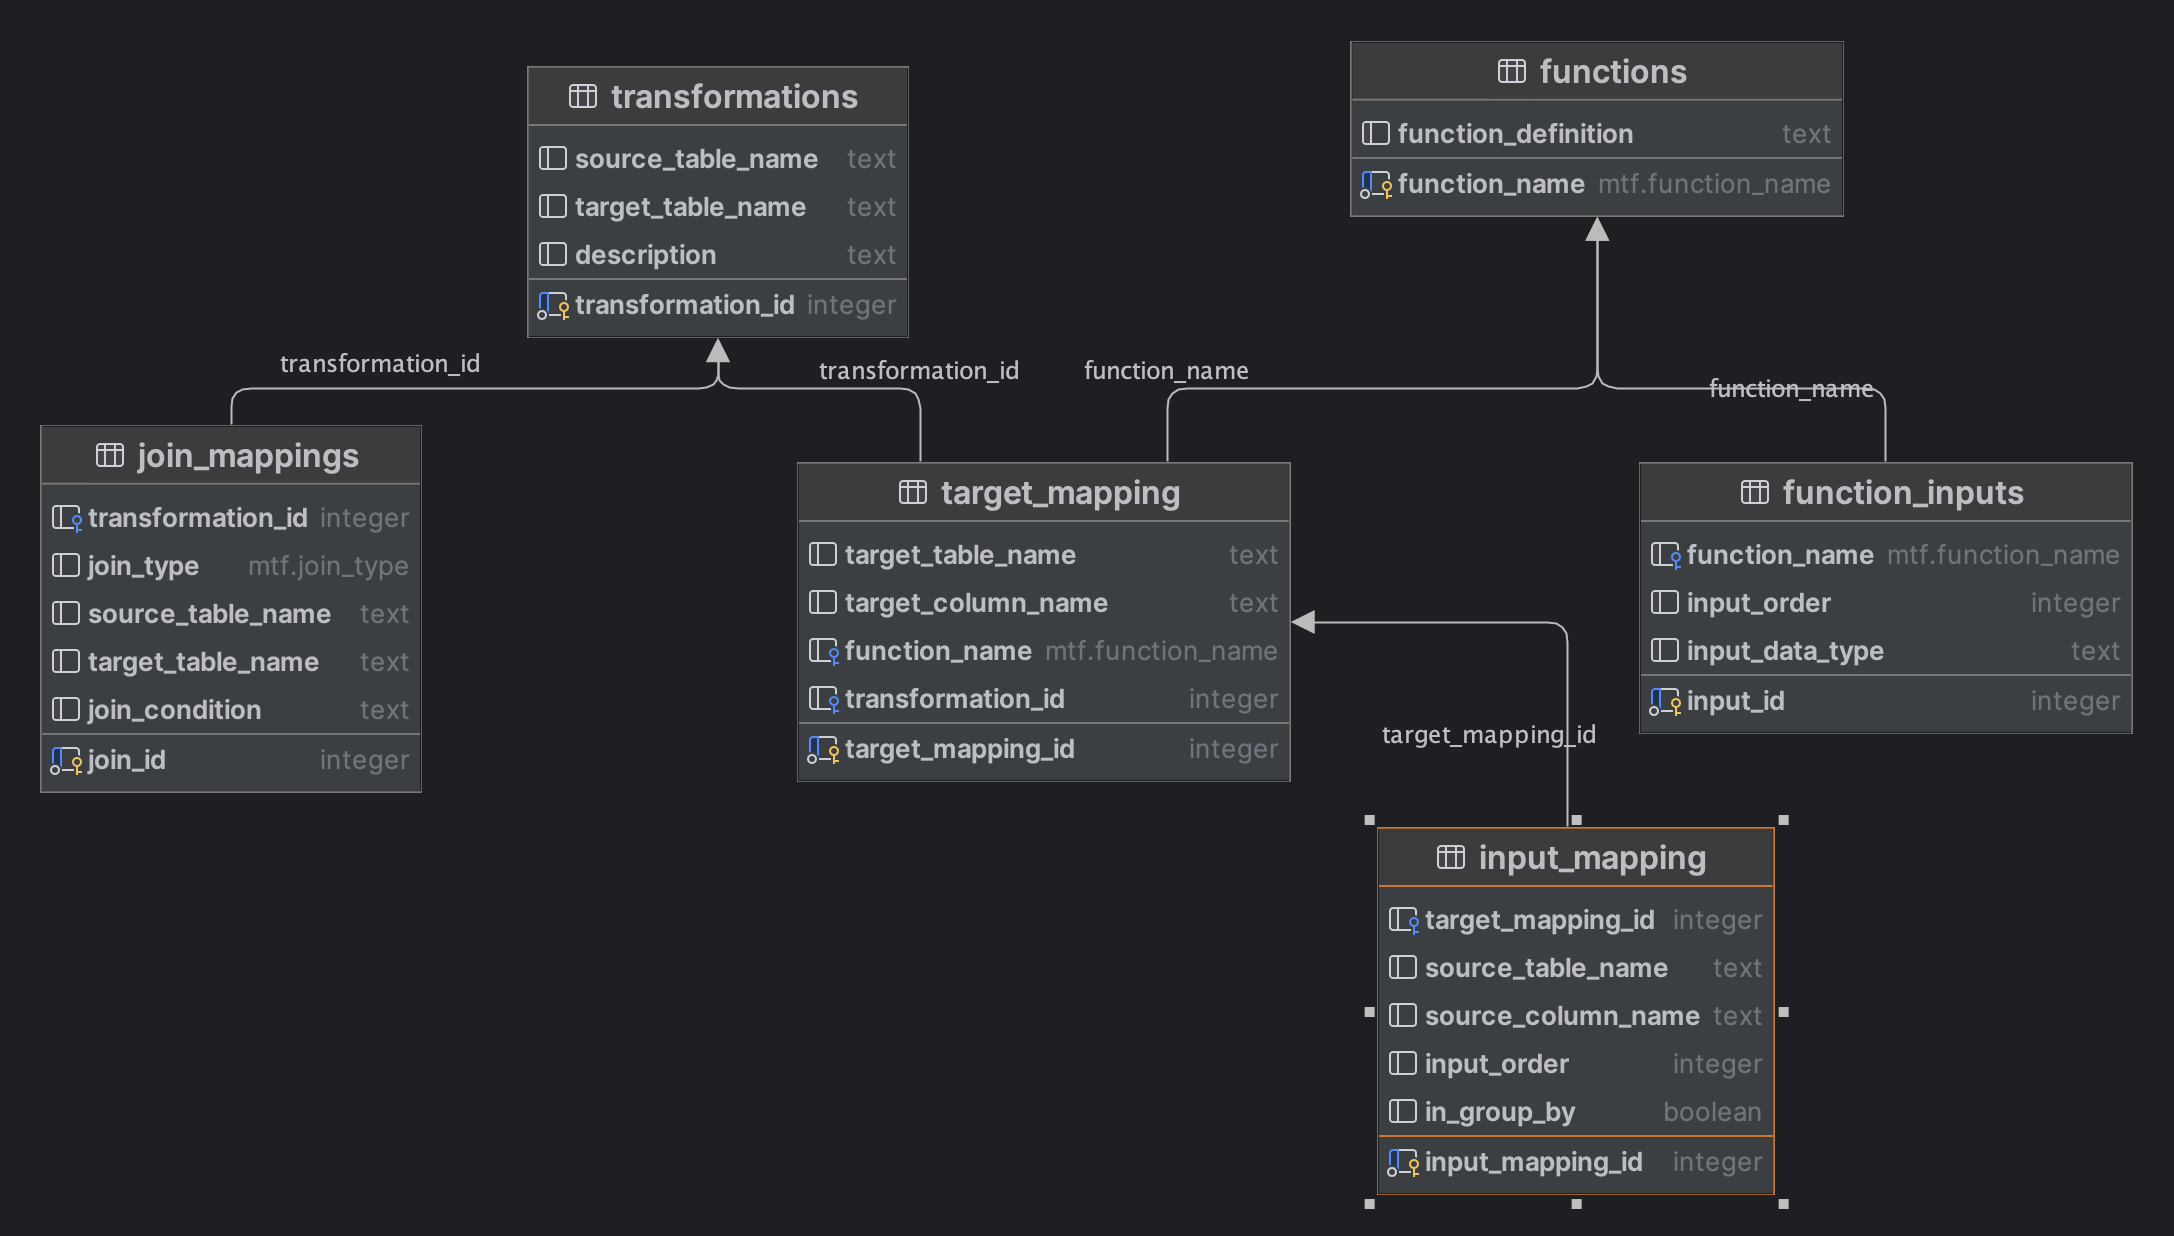 transformations
source_table_name text
target_table_name text
description text
transformation_id integer
functions
function_definition text
function_name mtf.function_name
transformation_id
transformation_id
function_name
function_name
join_mappings
transformation_id integer
join_type mtf.join_type
source_table_name text
target_table_name text
join_condition text
join_id integer
target_mapping
target_table_name text
target_column_name text
function_name mtf.function_name
transformation_id integer
target_mapping_id integer
function_inputs
function_name mtf.function_name
input_order integer
input_data_type text
input_id integer
target_mapping_id
input_mapping
target_mapping_id integer
source_table_name text
source_column_name text
input_order integer
in_group_by boolean
input_mapping_id integer